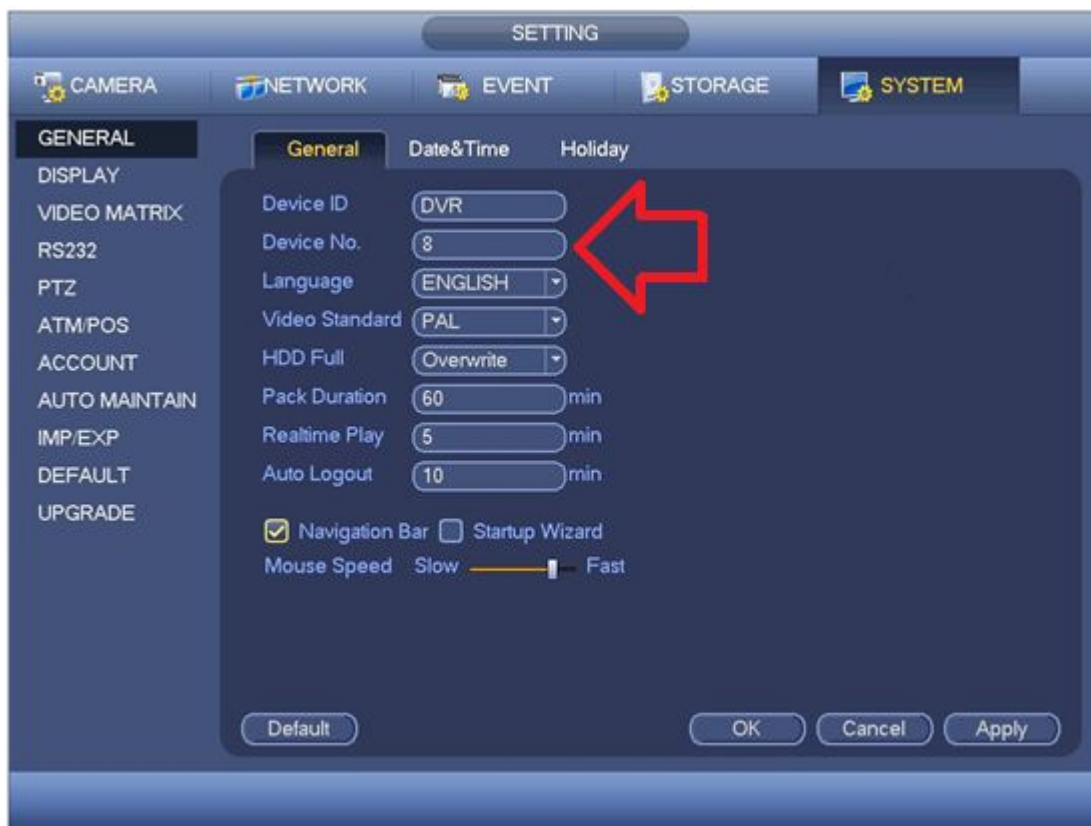 SETTING
CAMERA NETWORK EVENT STORAGE SYSTEM
GENERAL
DISPLAY
VIDEO MATRIX
RS232
PTZ
ATM/POS
ACCOUNT
AUTO MAINTAIN
IMP/EXP
DEFAULT
UPGRADE
General Date&Time Holiday
Device ID DVR
Device No. 8
Language ENGLISH
Video Standard PAL
HDD Full Overwrite
Pack Duration 60 min
Realtime Play 5 min
Auto Logout 10 min
Navigation Bar Startup Wizard
Mouse Speed Slow Fast
Default OK Cancel Apply